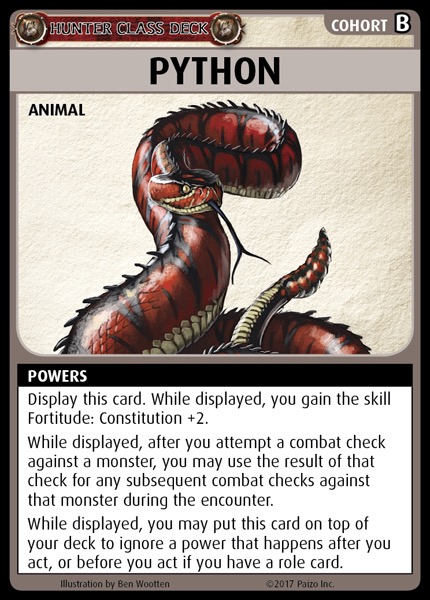 HUNTER CLASS DECK
COHORT B
PYTHON
ANIMAL
POWERS
Display this card. While displayed, you gain the skill
Fortitude: Constitution +2.
While displayed, after you attempt a combat check
against a monster, you may use the result of that
check for any subsequent combat checks against
that monster during the encounter.
While displayed, you may put this card on top of
your deck to ignore a power that happens after you
act, or before you act if you have a role card.
Illustration by Ben Wootten ©2017 Paizo Inc.